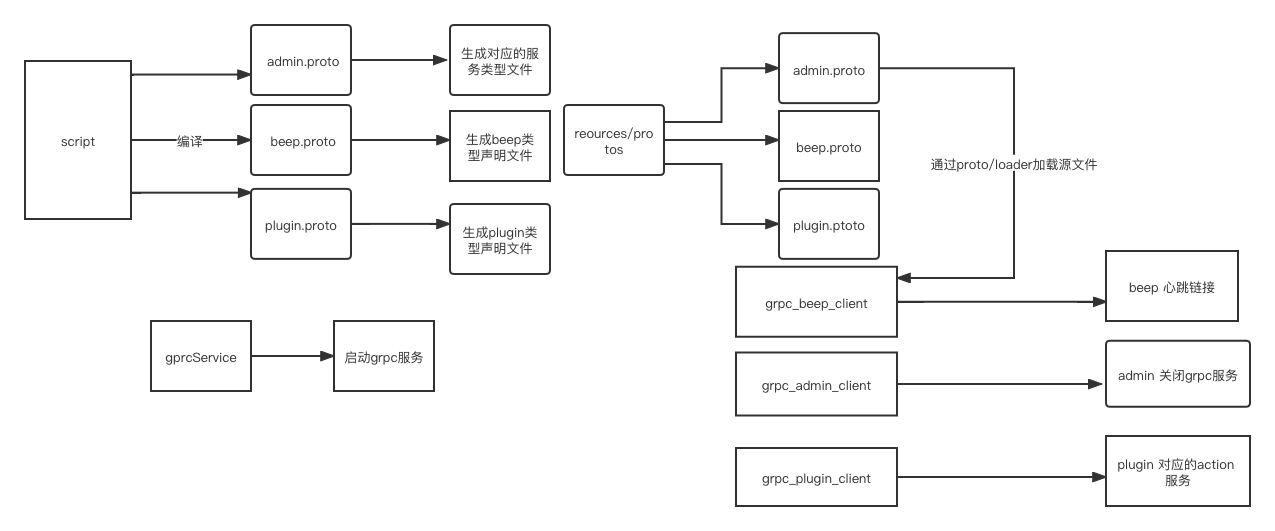 script
编译
admin.proto
beep.proto
plugin.proto
生成对应的服
务类型文件
生成beep类
型声明文件
生成plugin类
型声明文件
gprcService
启动grpc服务
reources/pro
tos
admin.proto
beep.proto
plugin.ptoto
通过proto/loader加载源文件
grpc_beep_client
beep 心跳链接
grpc_admin_client
admin 关闭grpc服务
grpc_plugin_client
plugin 对应的action
服务